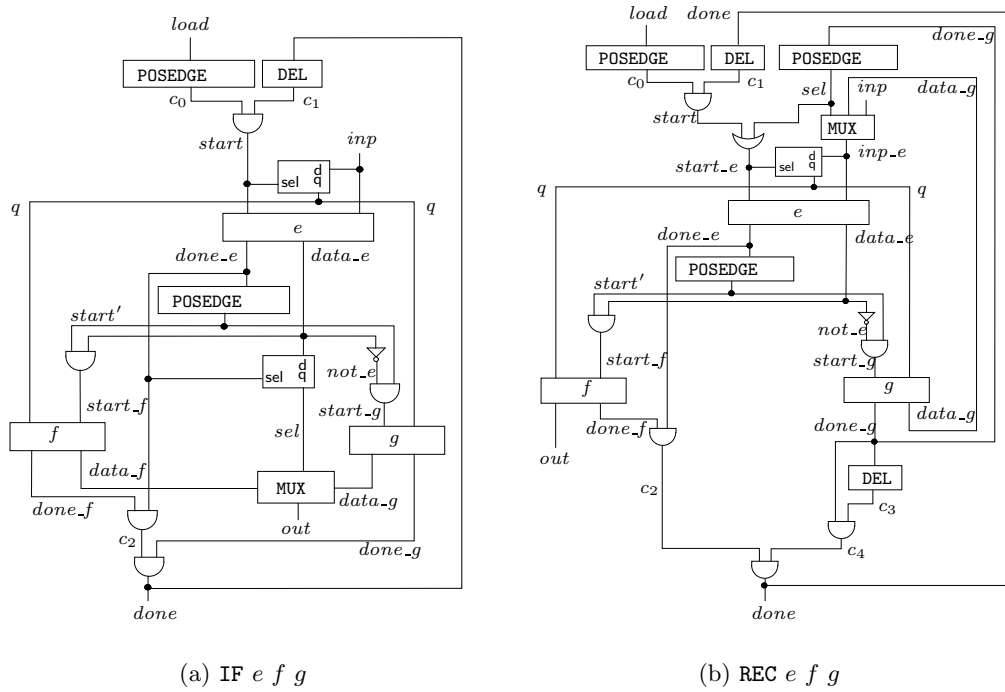 load
done
load
done
done_g
POSEDGE
DEL
POSEDGE
DEL
POSEDGE
c0
c1
c0
c1
sel
inp
data_g
start
start
MUX
inp
d
q
sel
start_e
d
q
sel
inp_e
q
q
q
q
e
e
done_e
data_e
done_e
data_e
POSEDGE
POSEDGE
start'
start'
not_e
d
q
sel
not_e
start_f
start_g
start_f
start_g
sel
f
g
f
g
data_f
MUX
data_g
done_f
done_g
data_g
done_f
out
out
c2
DEL
c2
done_g
c3
c4
done
done
(a) IF e f g
(b) REC e f g